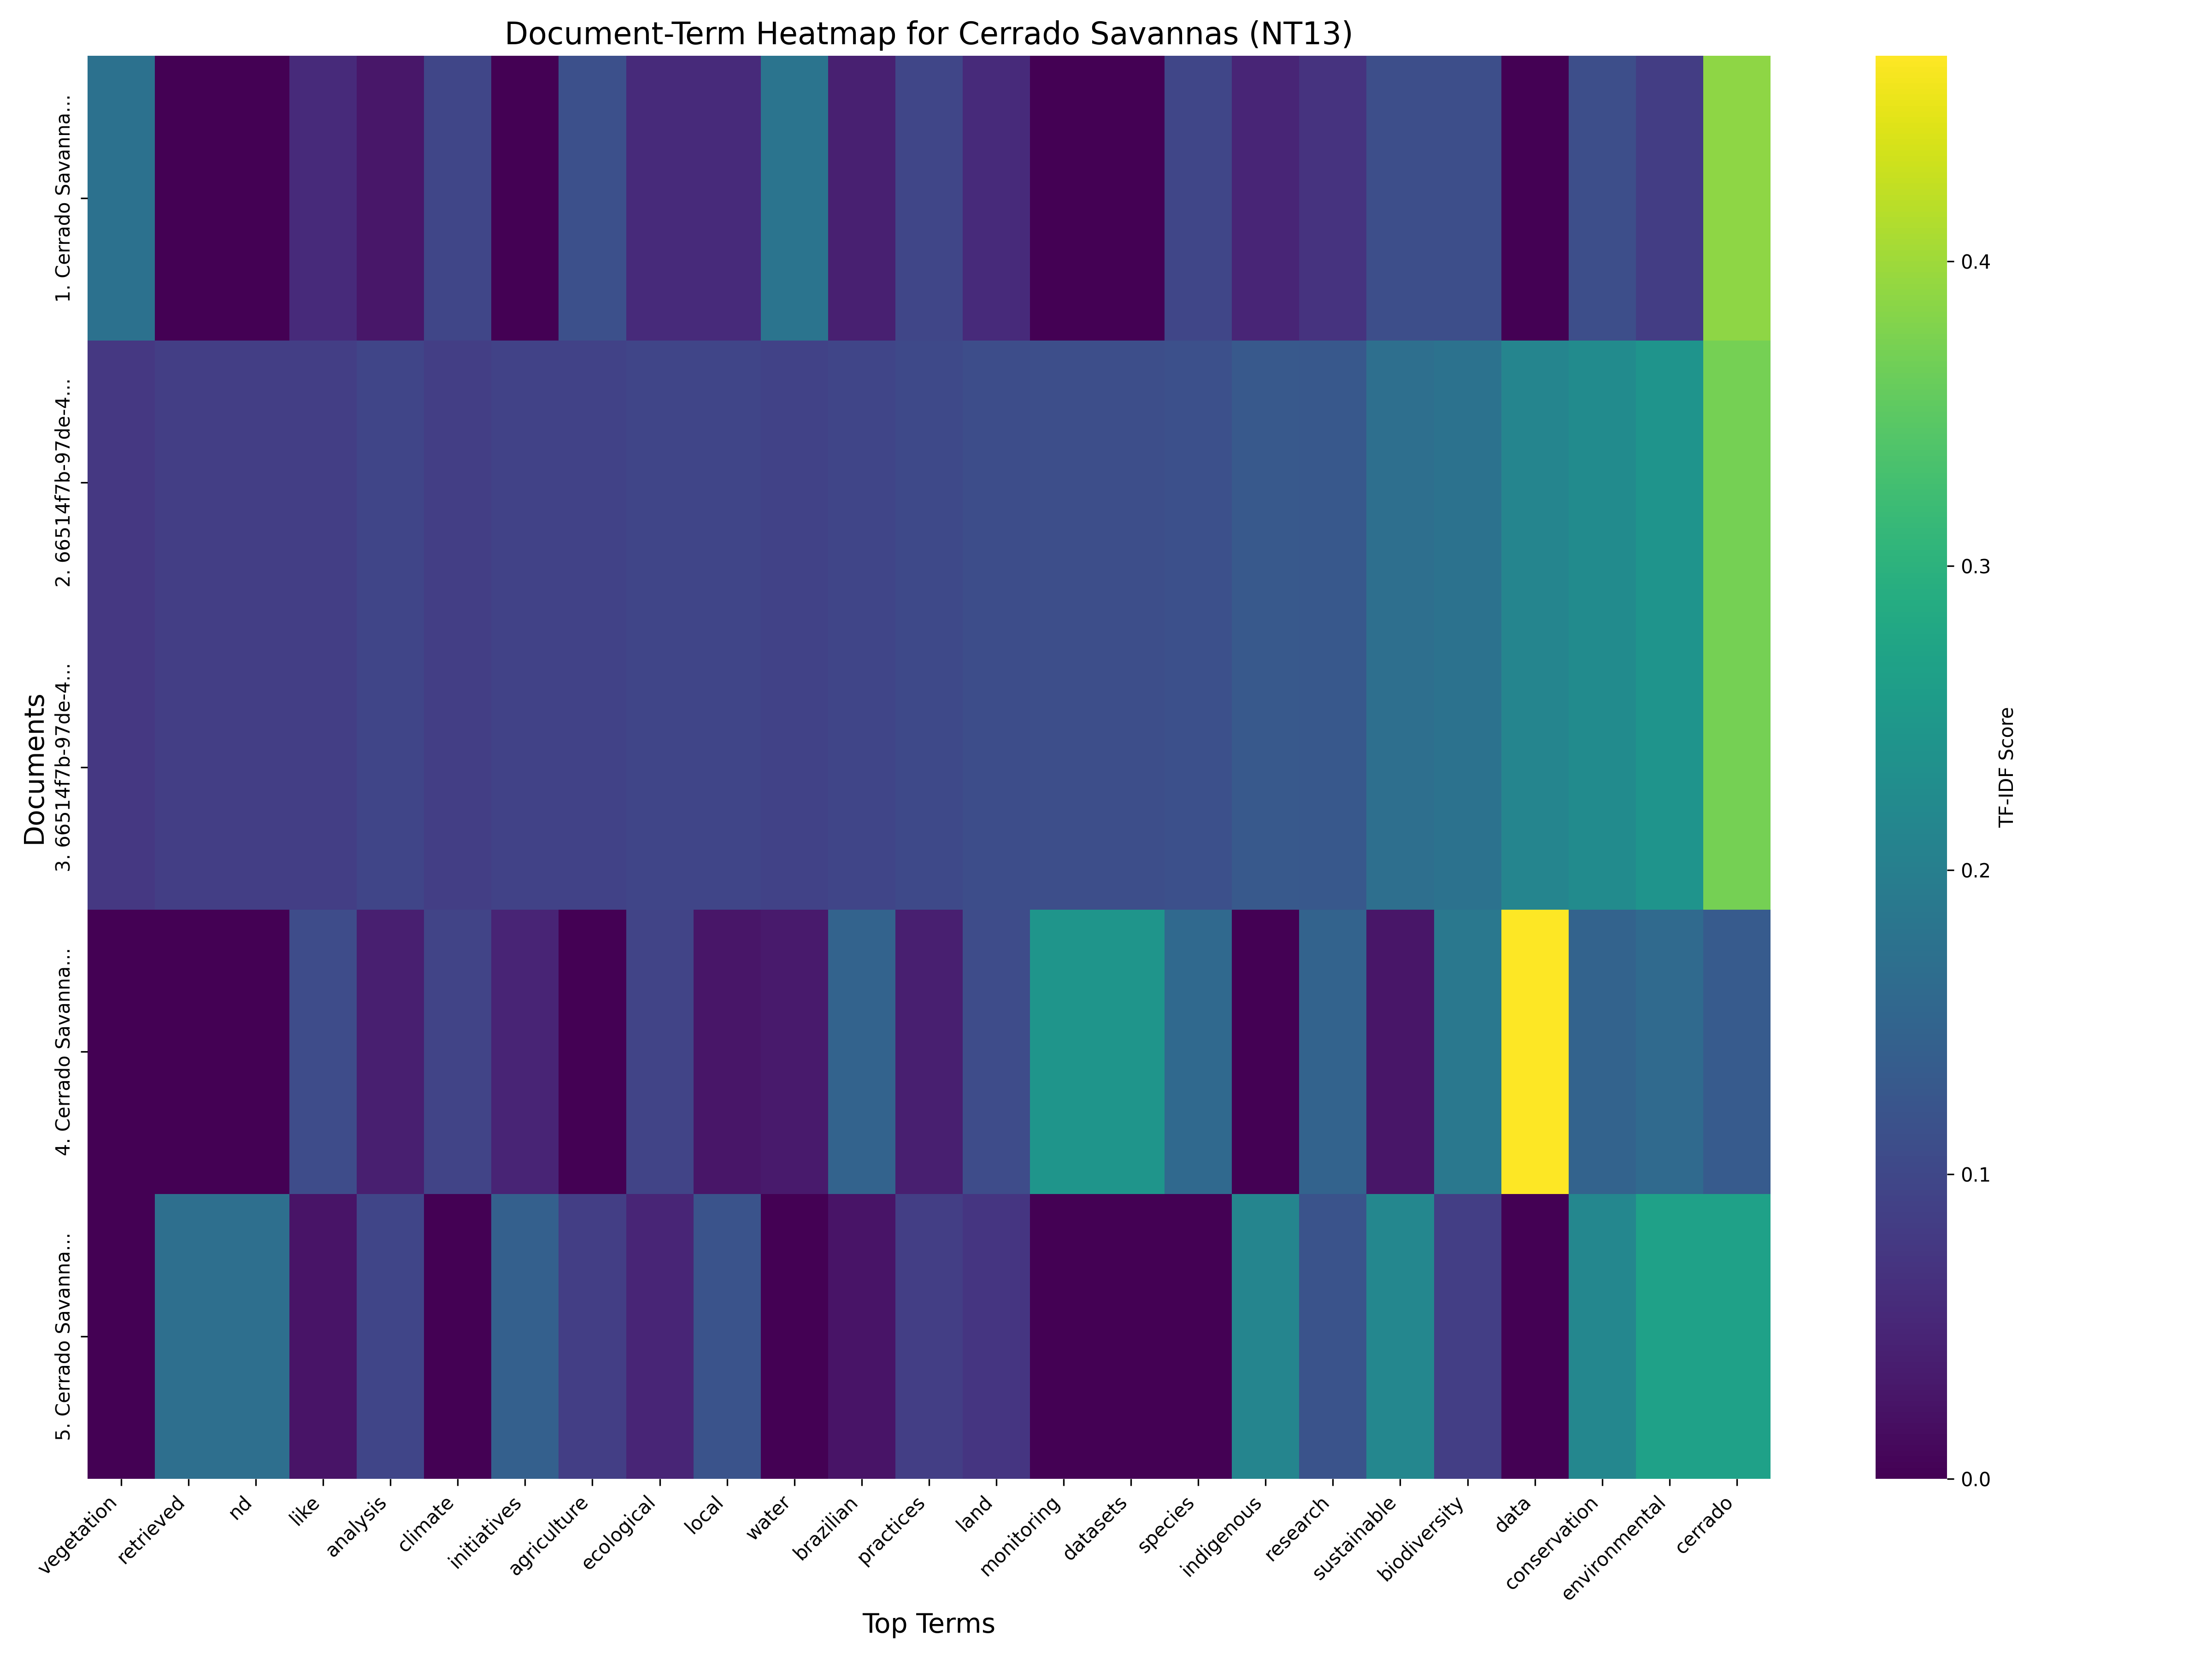 Document-Term Heatmap for Cerrado Savannas (NT13)
Documents
1. Cerrado Savanna...
2. 66514f7b-97de-4...
3. 66514f7b-97de-4...
4. Cerrado Savanna...
5. Cerrado Savanna...
vegetation
retrieved
nd
like
analysis
climate
initiatives
agriculture
ecological
local
water
brazilian
practices
land
monitoring
datasets
species
indigenous
research
sustainable
biodiversity
data
conservation
environmental
cerrado
Top Terms
0.4
0.3
0.2
0.1
0.0
TF-IDF Score